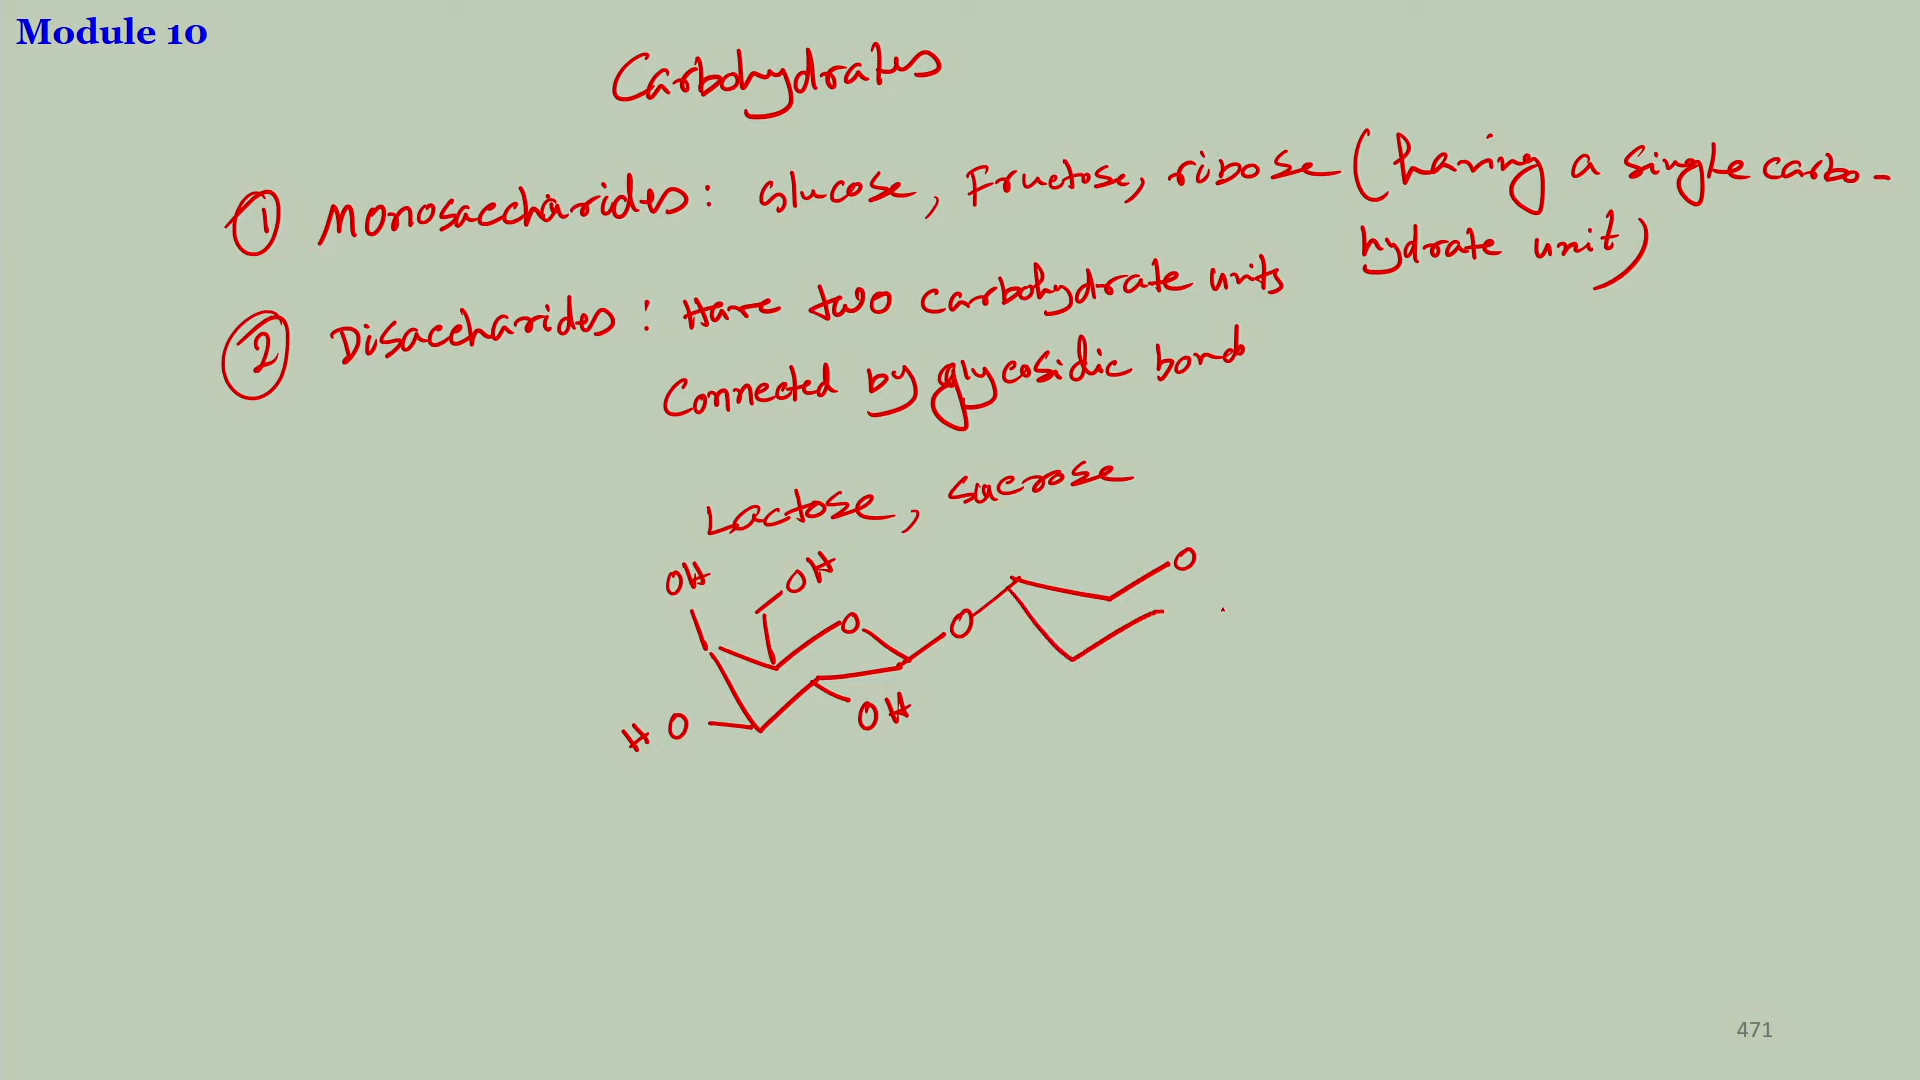 Module 10
Carbohydrates
① Monosaccharides: Glucose, Fructose, ribose (having a single carbo-
hydrate unit)
② Disaccharides: Have two carbohydrate units
Connected by glycosidic bond
Lactose, sucrose
OH OH
O O O
HO OH
471